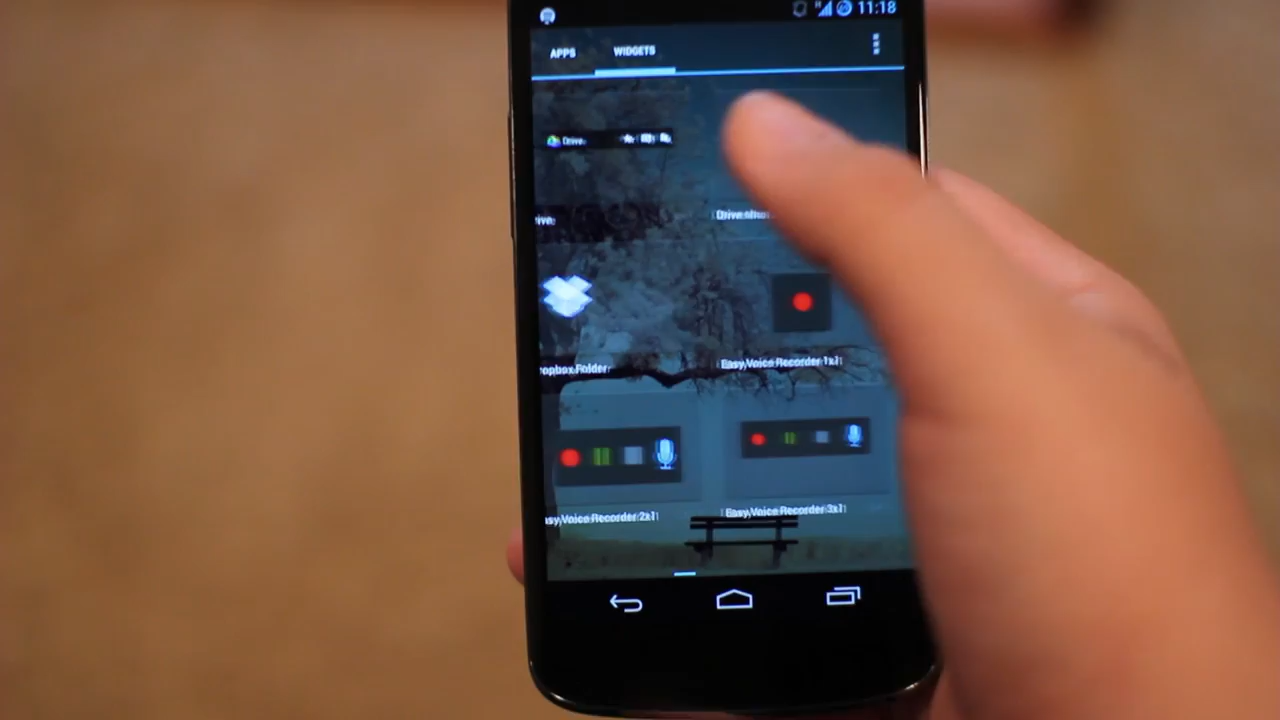 11:18
APPS WIDGETS
Drive
ive
Drive
opbox Folder
Easy Voice Recorder 1x1
asy Voice Recorder 2x1
Easy Voice Recorder 3x1